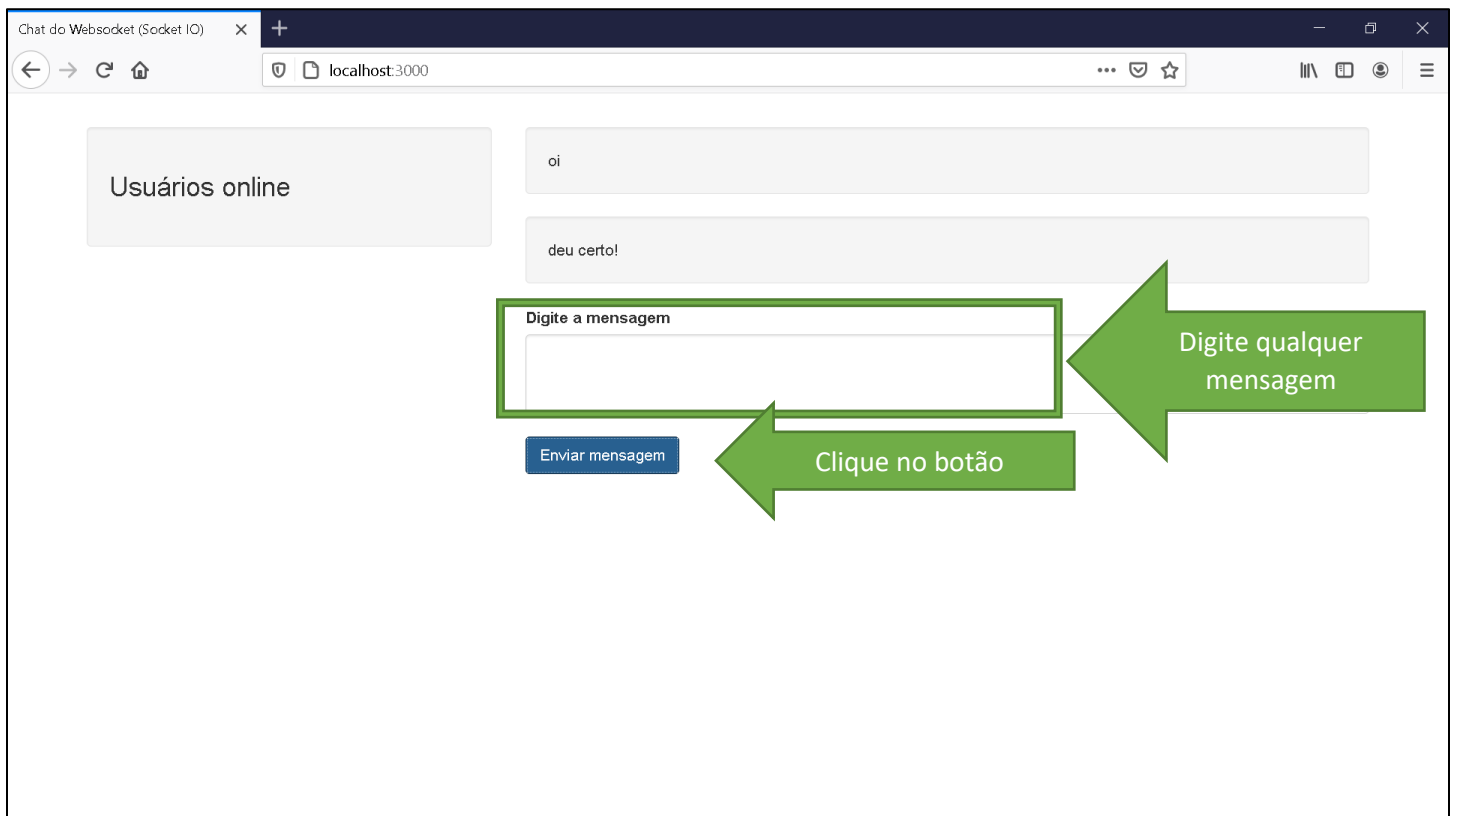 Chat do Websocket (Socket IO)
localhost:3000
Usuários online
oi
deu certo!
Digite a mensagem
Digite qualquer
mensagem
Enviar mensagem
Clique no botão